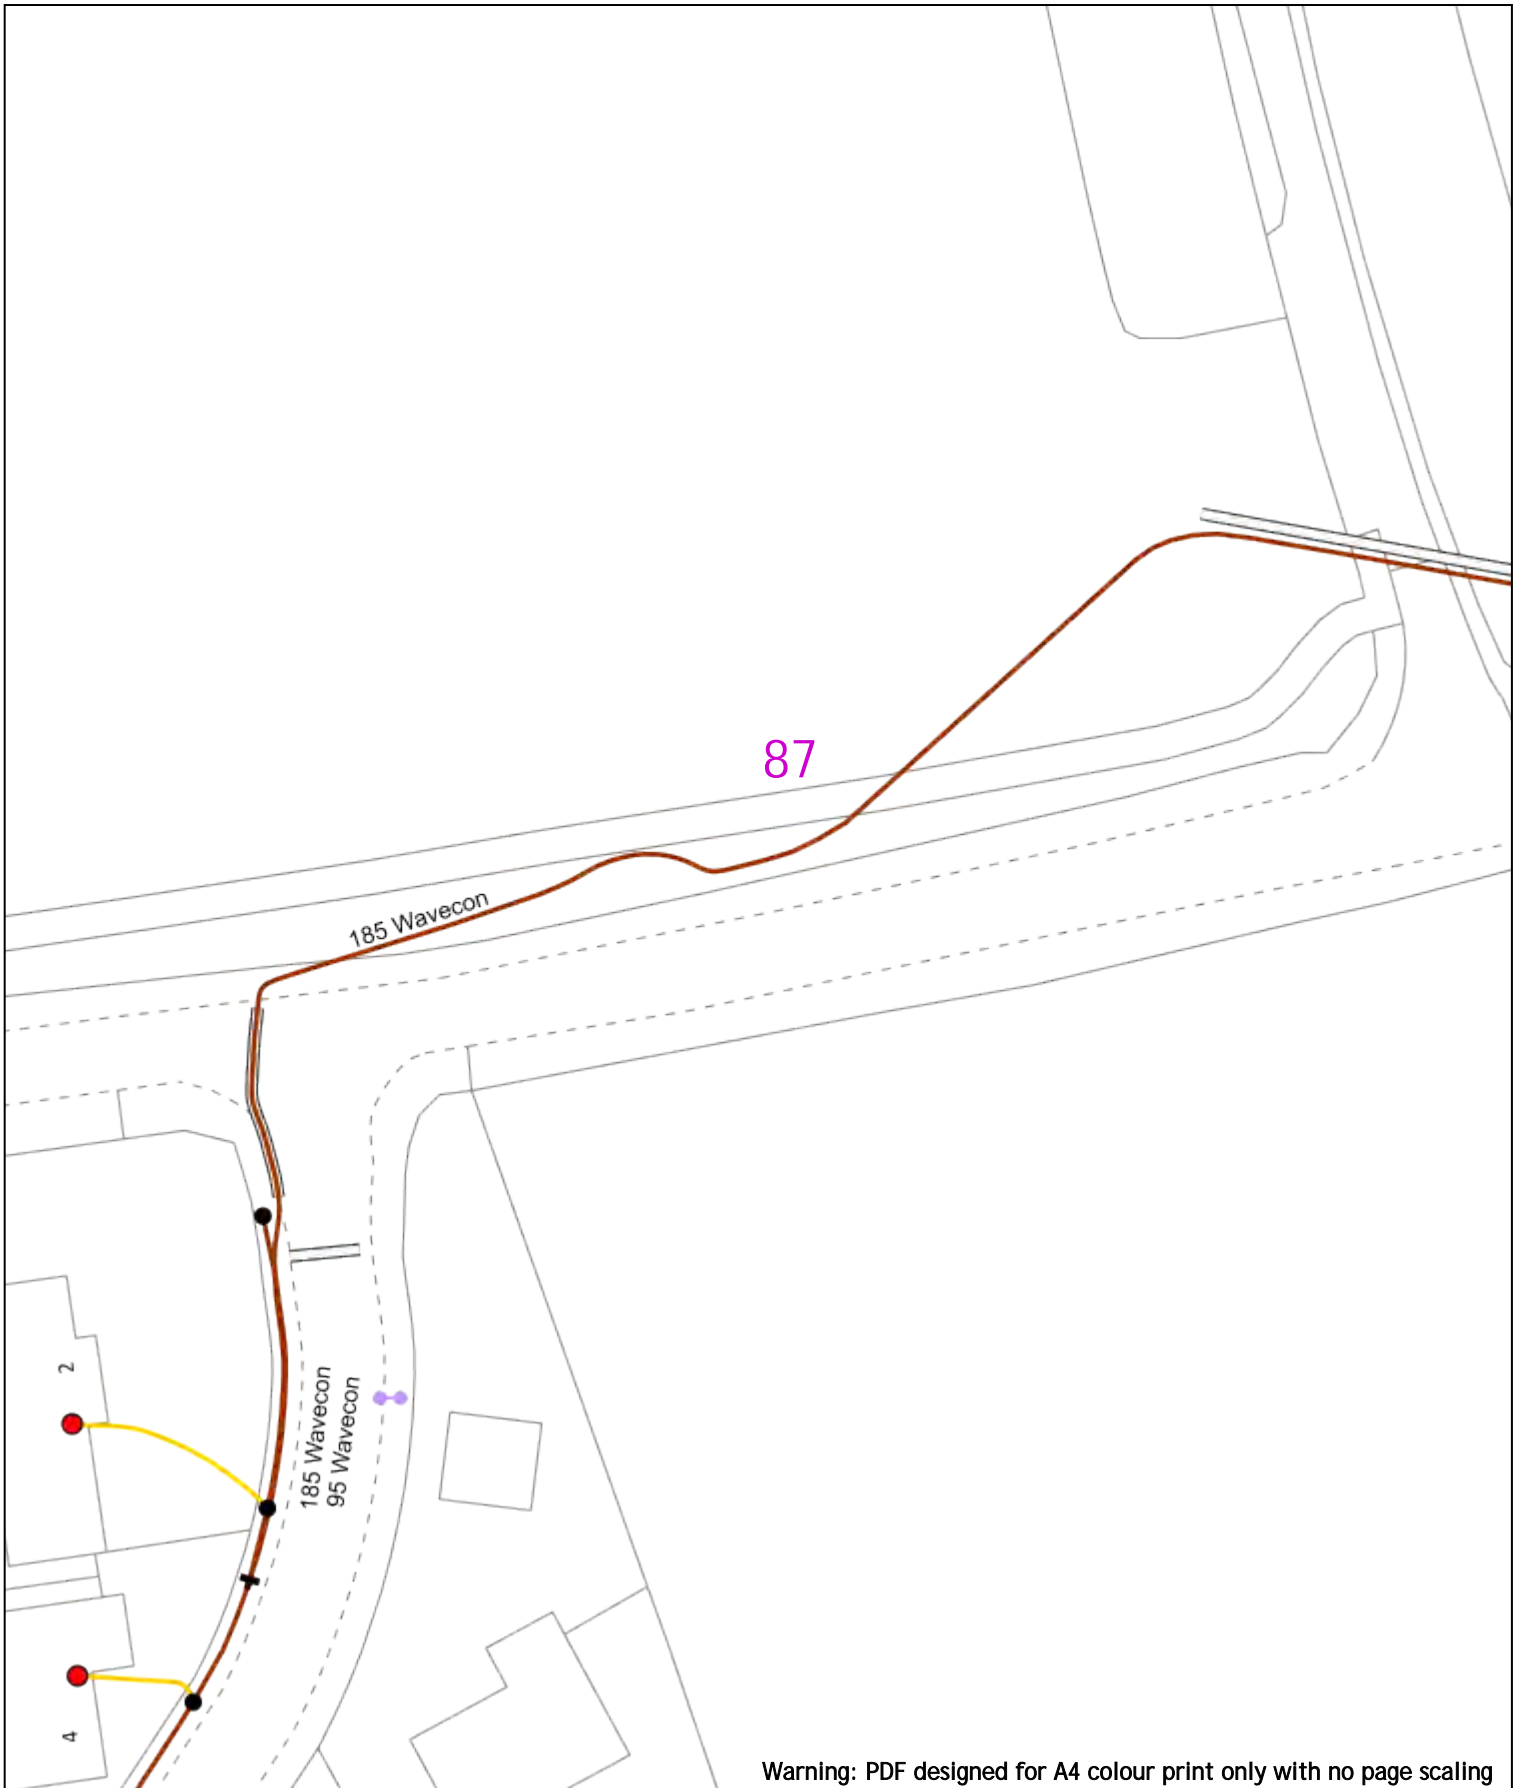 87
185 Wavecon
2
185 Wavecon
95 Wavecon
4
Warning: PDF designed for A4 colour print only with no page scaling